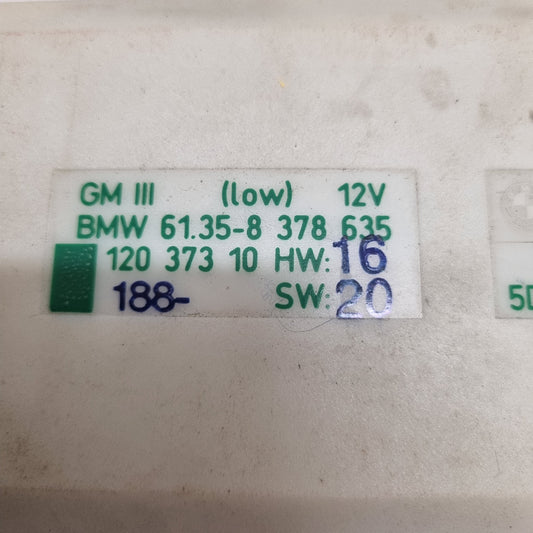 GM III (low) 12V
BMW 61.35-8 378 635
120 373 10 HW: 16
188- SW: 20
5D